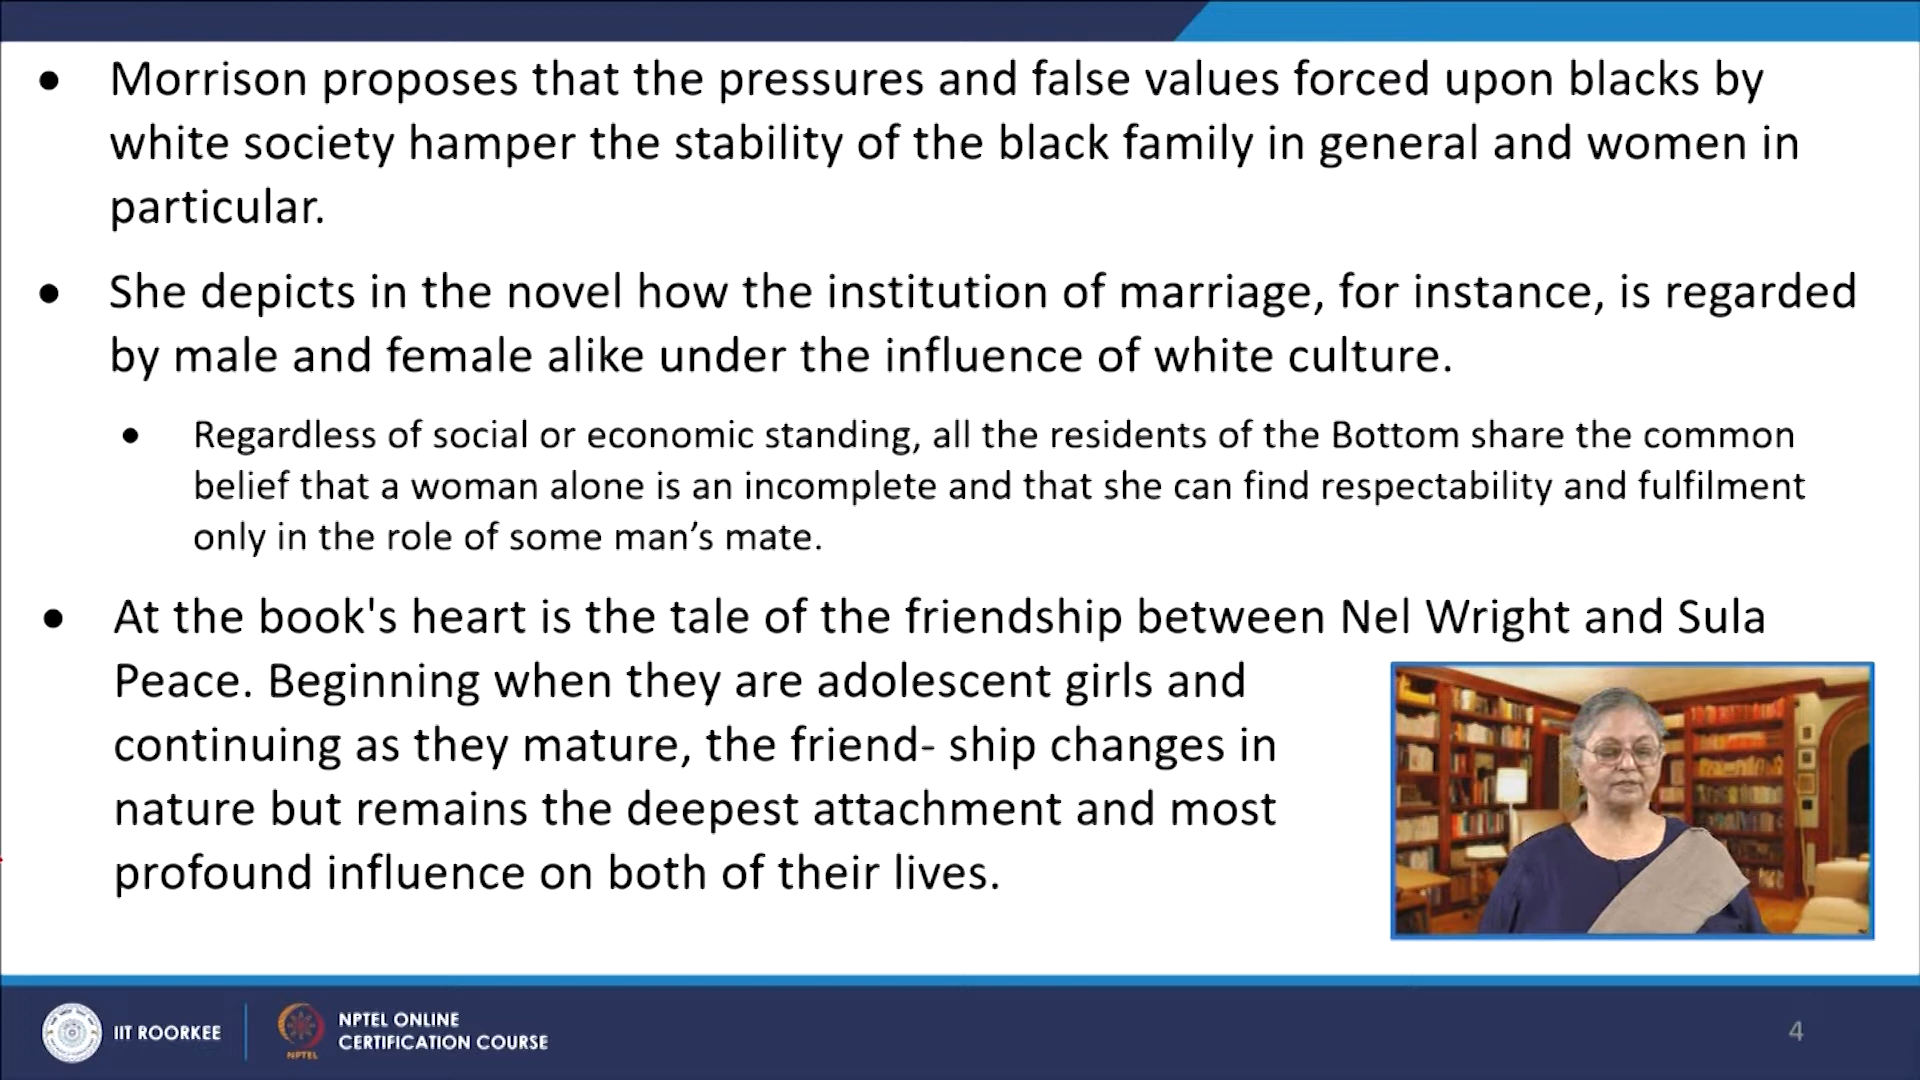 • Morrison proposes that the pressures and false values forced upon blacks by
white society hamper the stability of the black family in general and women in
particular.
• She depicts in the novel how the institution of marriage, for instance, is regarded
by male and female alike under the influence of white culture.
• Regardless of social or economic standing, all the residents of the Bottom share the common
belief that a woman alone is an incomplete and that she can find respectability and fulfilment
only in the role of some man’s mate.
• At the book's heart is the tale of the friendship between Nel Wright and Sula
Peace. Beginning when they are adolescent girls and
continuing as they mature, the friend- ship changes in
nature but remains the deepest attachment and most
profound influence on both of their lives.
IIT ROORKEE
NPTEL
NPTEL ONLINE
CERTIFICATION COURSE
4